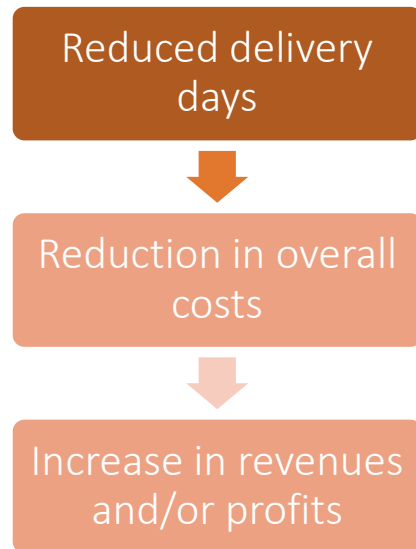 Reduced delivery
days
Reduction in overall
costs
Increase in revenues
and/or profits